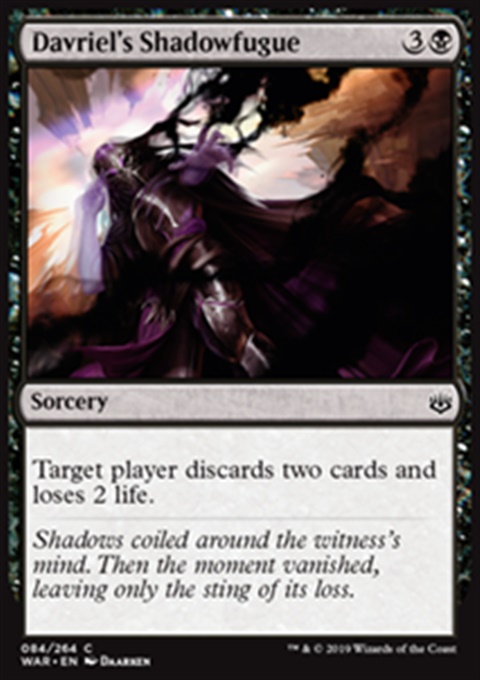 Davriel's Shadowfugue 3
Sorcery
Target player discards two cards and
loses 2 life.
Shadows coiled around the witness's
mind. Then the moment vanished,
leaving only the sting of its loss.
084/264 C
WAR • EN Daarken
™ & © 2019 Wizards of the Coast